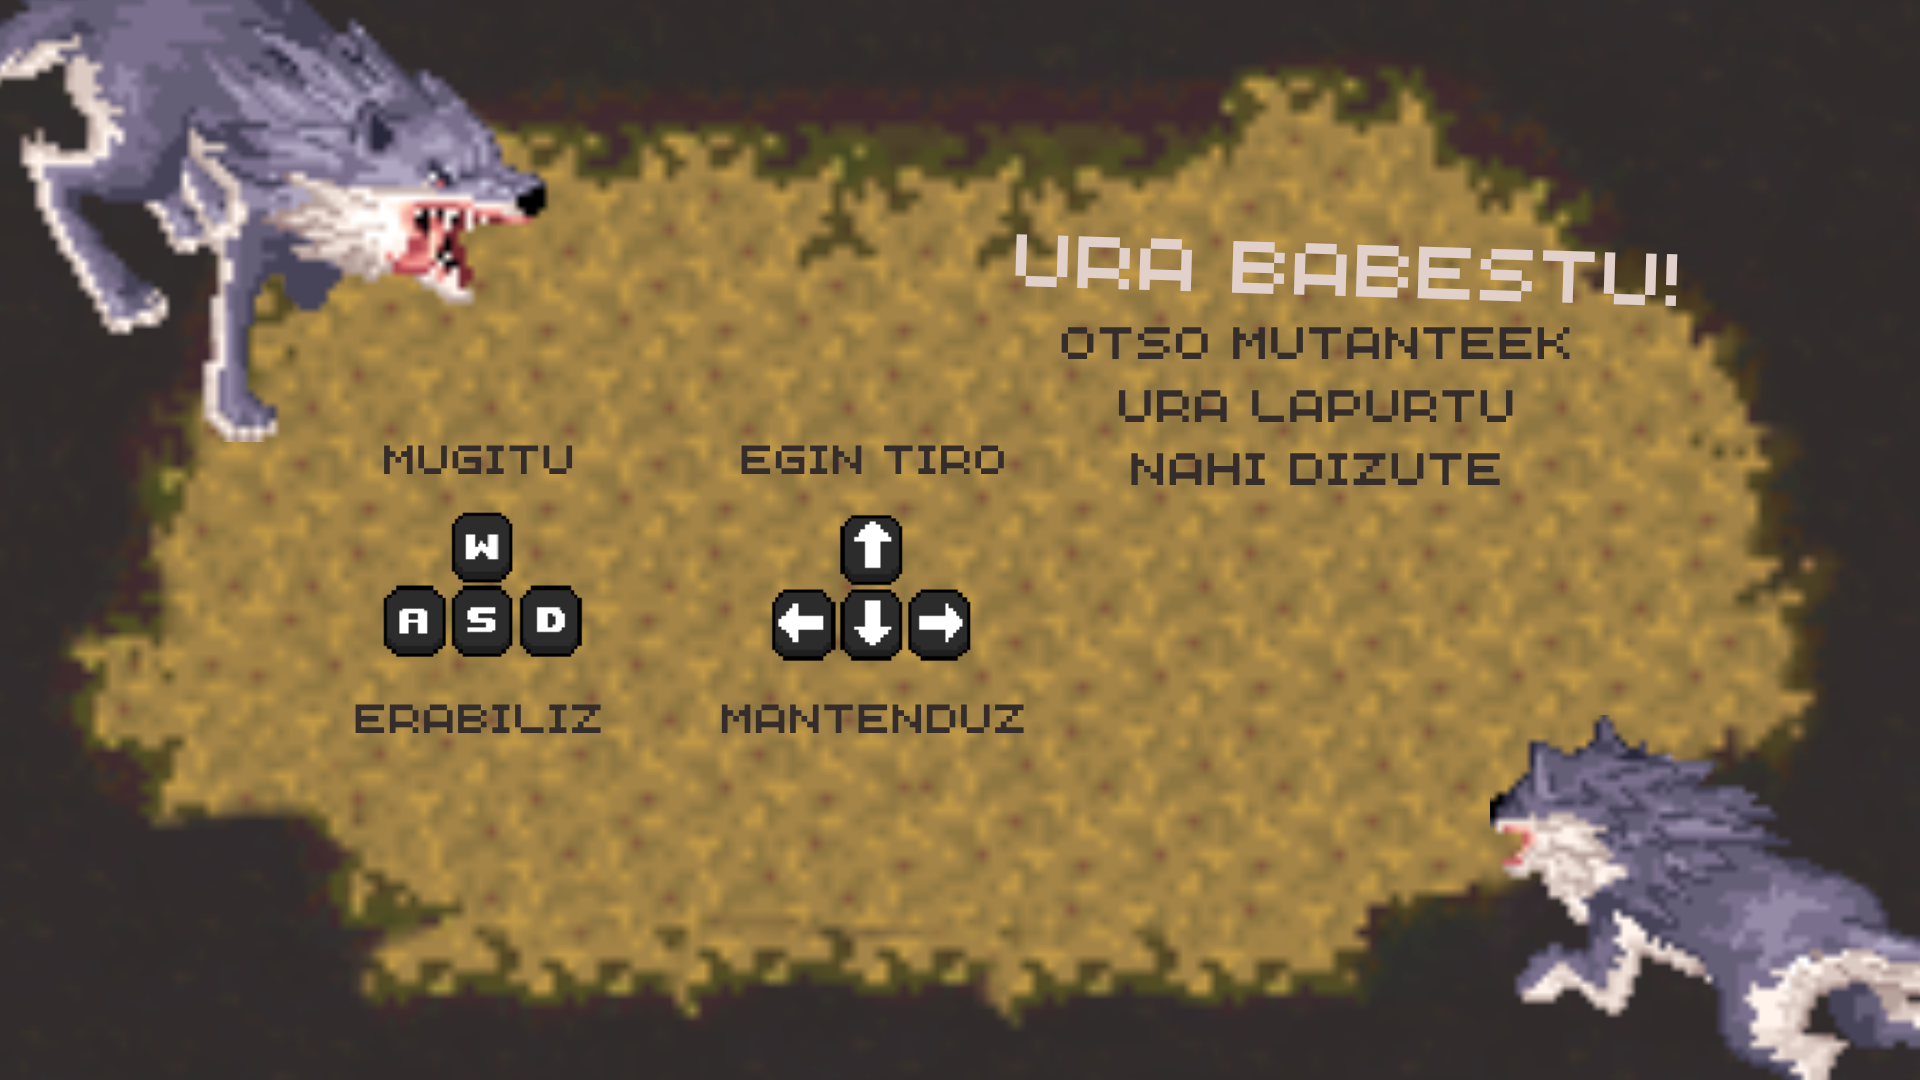 URA BABESTU!
OTSO MUTANTEEK
URA LAPURTU
NAHI DIZUTE
MUGITU
W
A S D
ERABILIZ
EGIN TIRO
↑
← ↓ →
MANTENDUZ